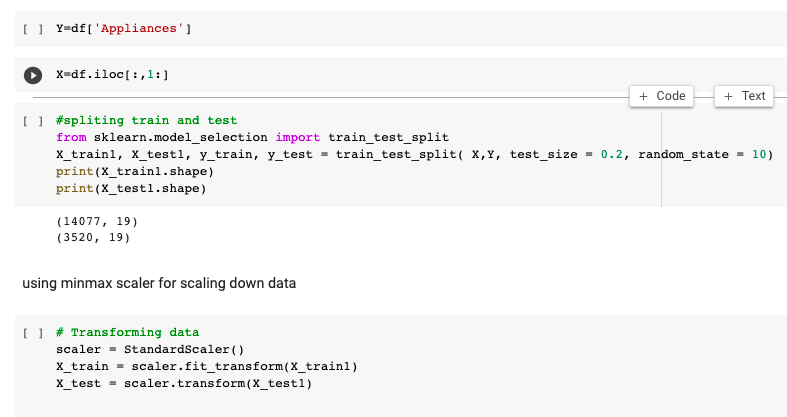 [ ] Y=df['Appliances']
X=df.iloc[:,1:]
+ Code + Text
[ ] #spliting train and test
from sklearn.model_selection import train_test_split
X_train1, X_test1, y_train, y_test = train_test_split( X,Y, test_size = 0.2, random_state = 10)
print(X_train1.shape)
print(X_test1.shape)
(14077, 19)
(3520, 19)
using minmax scaler for scaling down data
[ ] # Transforming data
scaler = StandardScaler()
X_train = scaler.fit_transform(X_train1)
X_test = scaler.transform(X_test1)